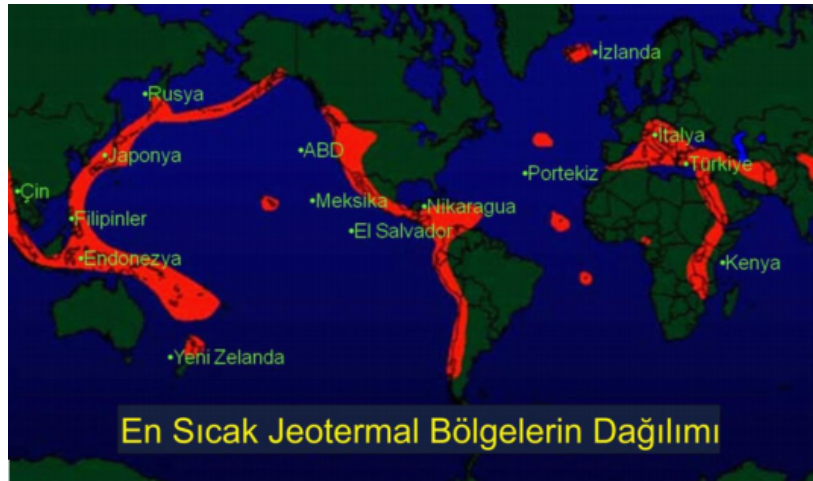 •İzlanda
•Rusya
•İtalya
•Japonya
•ABD
•Türkiye
•Portekiz
•Çin
•Meksika
•Nikaragua
•Filipinler
•El Salvador
•Endonezya
•Kenya
•Yeni Zelanda
En Sıcak Jeotermal Bölgelerin Dağılımı